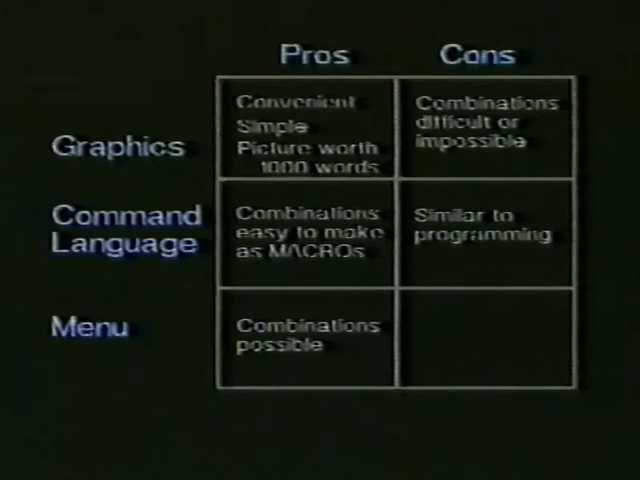 Pros
Cons
Graphics
Convenient
Simple
Picture worth
1000 words
Combinations
difficult or
impossible
Command
Language
Combinations
easy to make
as MACROs
Similar to
programming
Menu
Combinations
possible